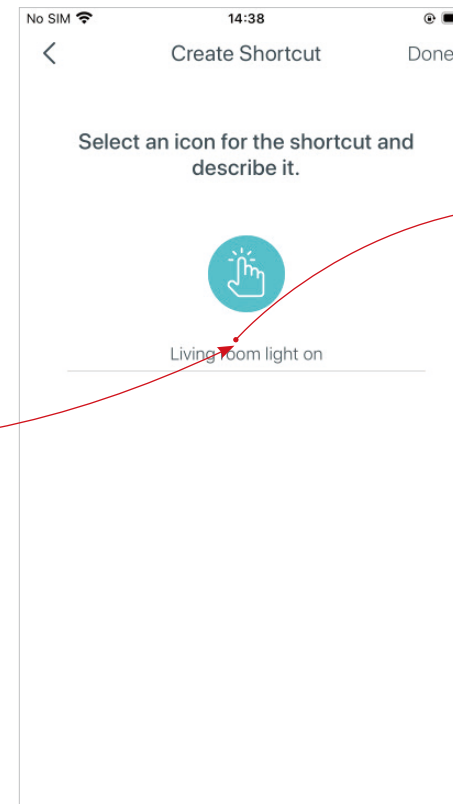 No SIM 14:38
Create Shortcut Done
Select an icon for the shortcut and
describe it.
Living room light on